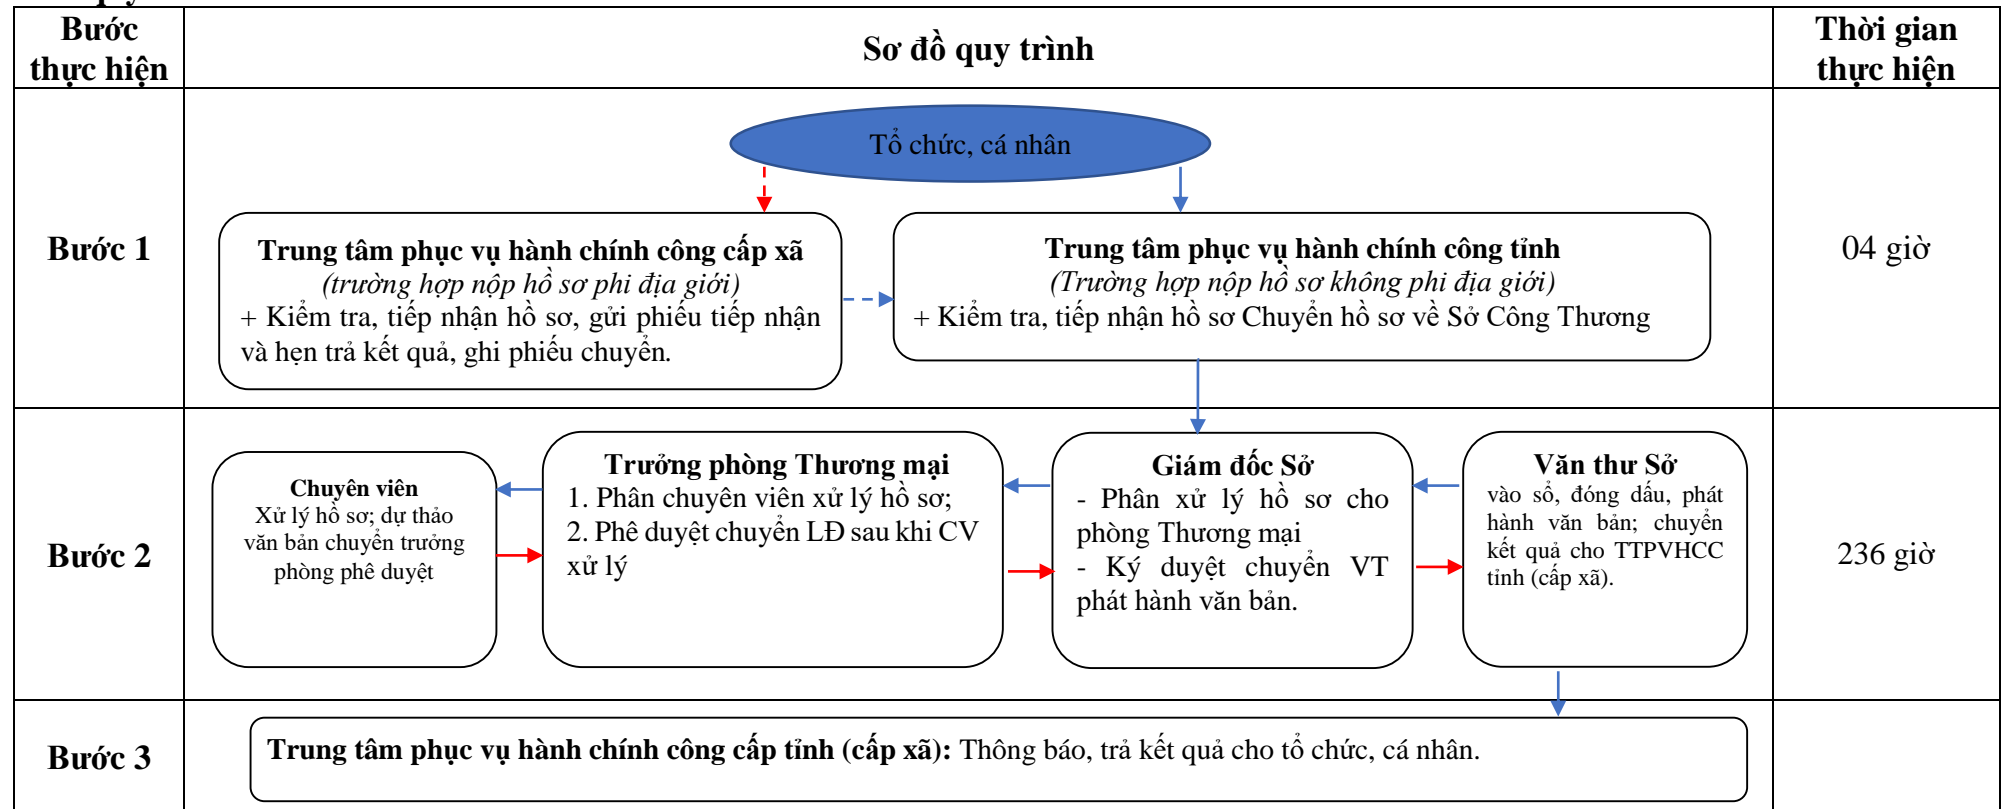 Bước
thực hiện
Sơ đồ quy trình
Thời gian
thực hiện
Bước 1
Tổ chức, cá nhân
Trung tâm phục vụ hành chính công cấp xã
(trường hợp nộp hồ sơ phi địa giới)
+ Kiểm tra, tiếp nhận hồ sơ, gửi phiếu tiếp nhận
và hẹn trả kết quả, ghi phiếu chuyển.
Trung tâm phục vụ hành chính công tỉnh
(Trường hợp nộp hồ sơ không phi địa giới)
+ Kiểm tra, tiếp nhận hồ sơ Chuyển hồ sơ về Sở Công Thương
04 giờ
Bước 2
Chuyên viên
Xử lý hồ sơ; dự thảo
văn bản chuyển trưởng
phòng phê duyệt
Trưởng phòng Thương mại
1. Phân chuyên viên xử lý hồ sơ;
2. Phê duyệt chuyển LĐ sau khi CV
xử lý
Giám đốc Sở
- Phân xử lý hồ sơ cho
phòng Thương mại
- Ký duyệt chuyển VT
phát hành văn bản.
Văn thư Sở
vào sổ, đóng dấu, phát
hành văn bản; chuyển
kết quả cho TTPVHCC
tỉnh (cấp xã).
236 giờ
Bước 3
Trung tâm phục vụ hành chính công cấp tỉnh (cấp xã): Thông báo, trả kết quả cho tổ chức, cá nhân.